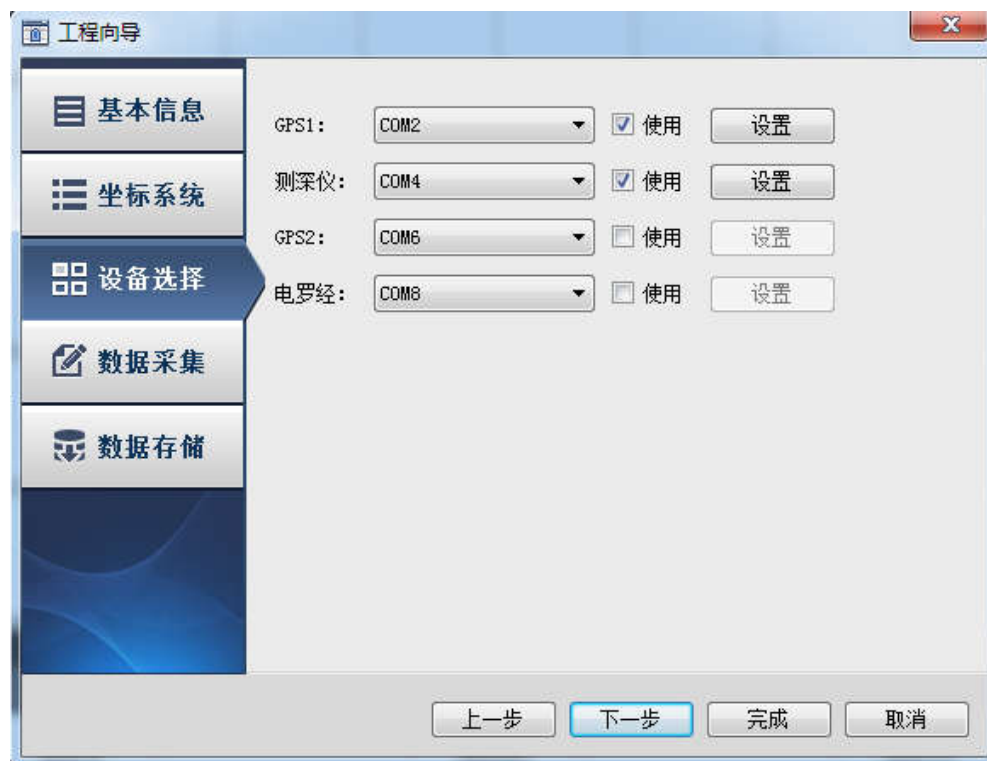 工程向导
基本信息
坐标系统
设备选择
数据采集
数据存储
GPS1: COM2 使用 设置
测深仪: COM4 使用 设置
GPS2: COM6 使用 设置
电罗经: COM8 使用 设置
上一步 下一步 完成 取消